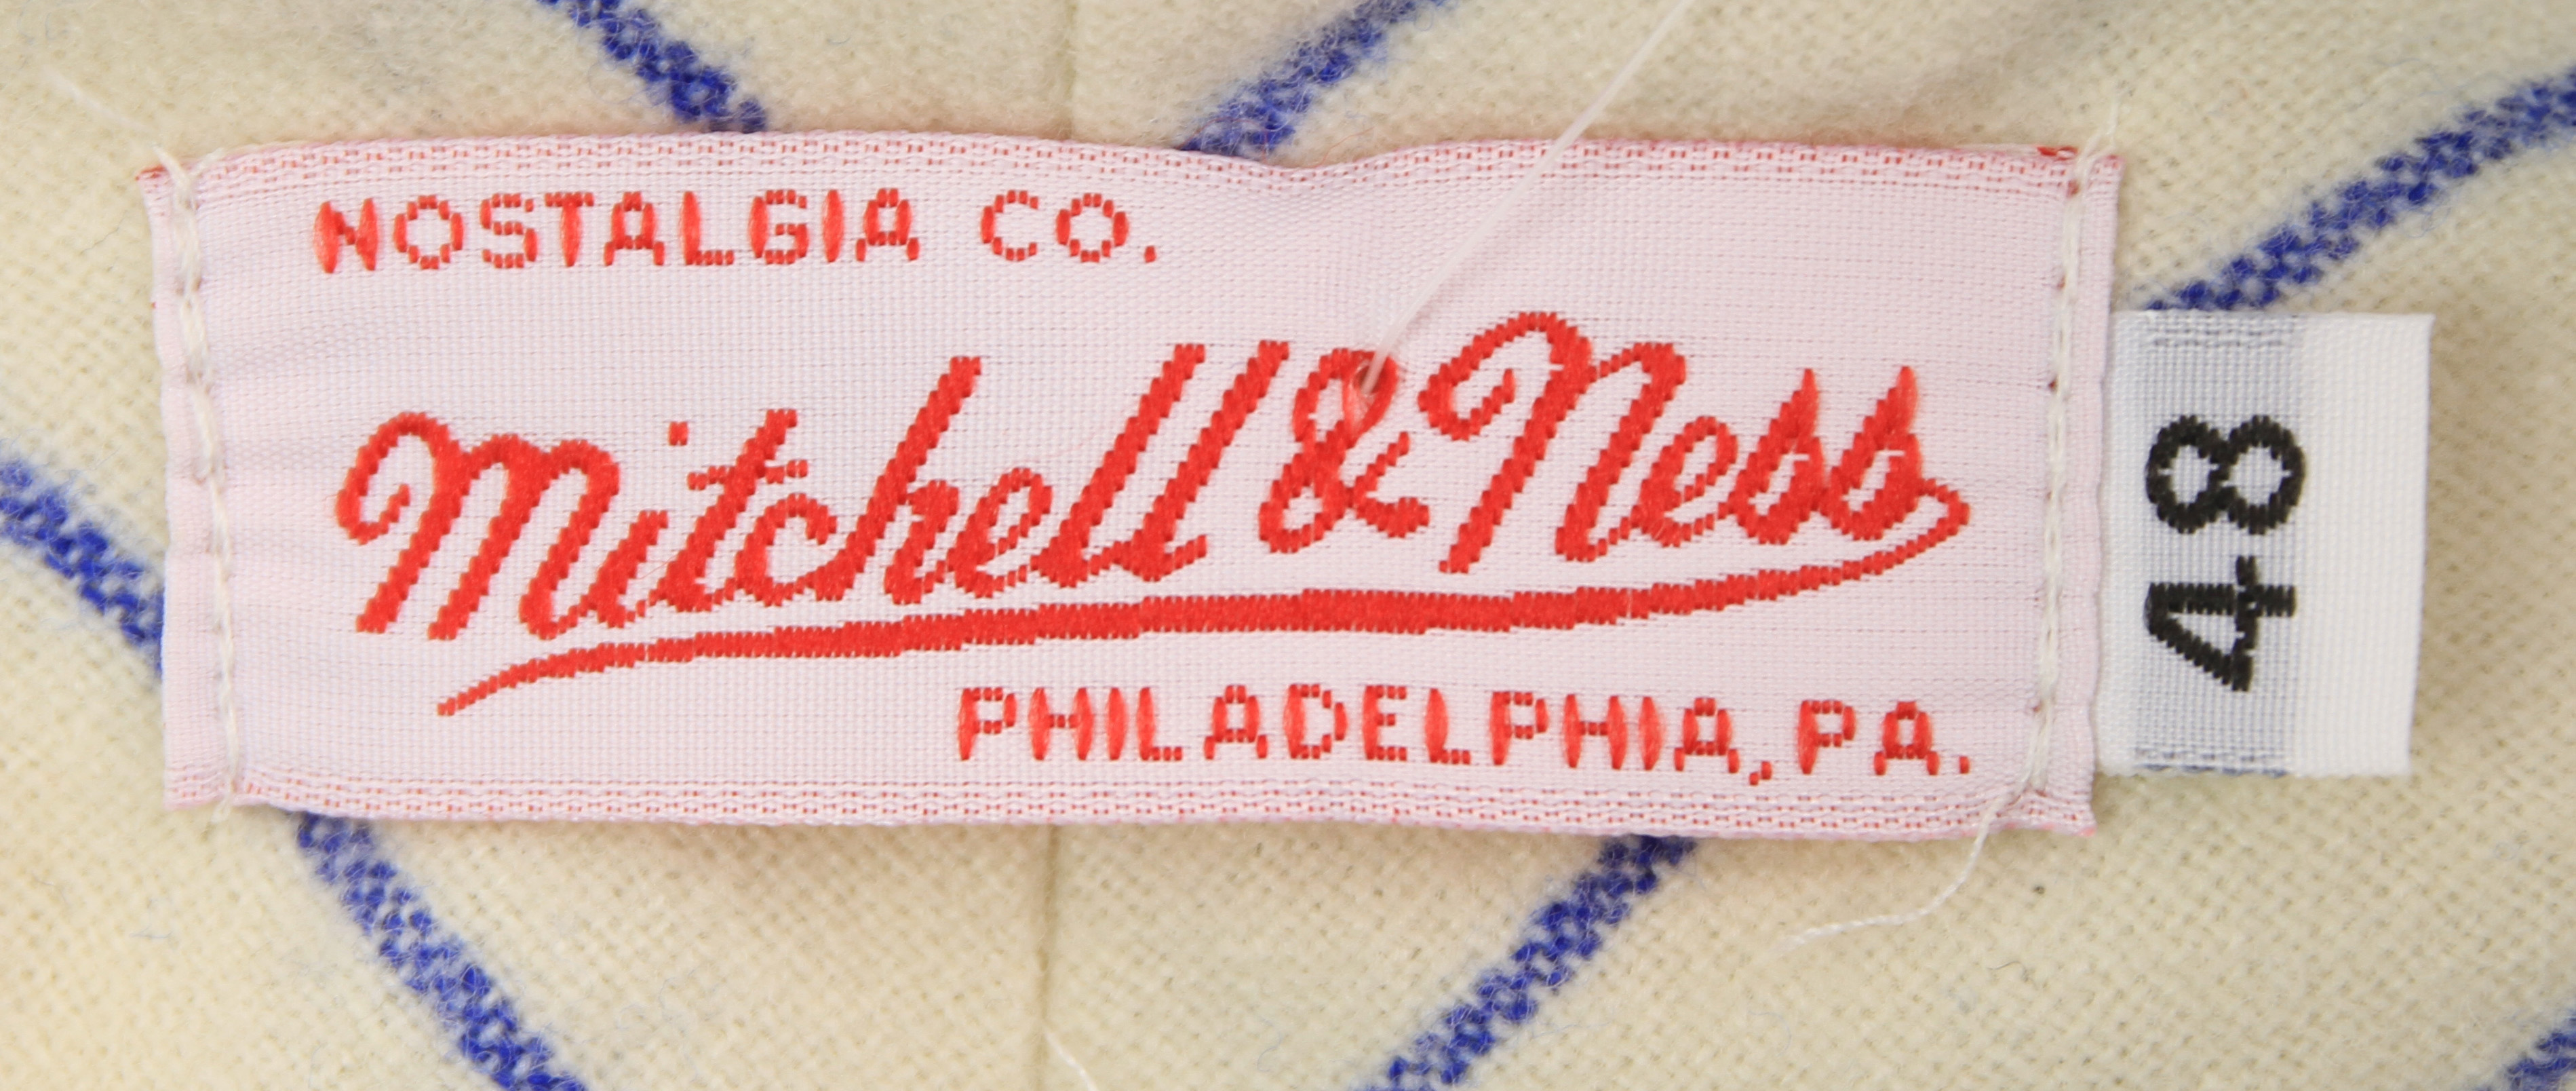 NOSTALGIA CO.
Mitchell & Ness
PHILADELPHIA, PA.
48